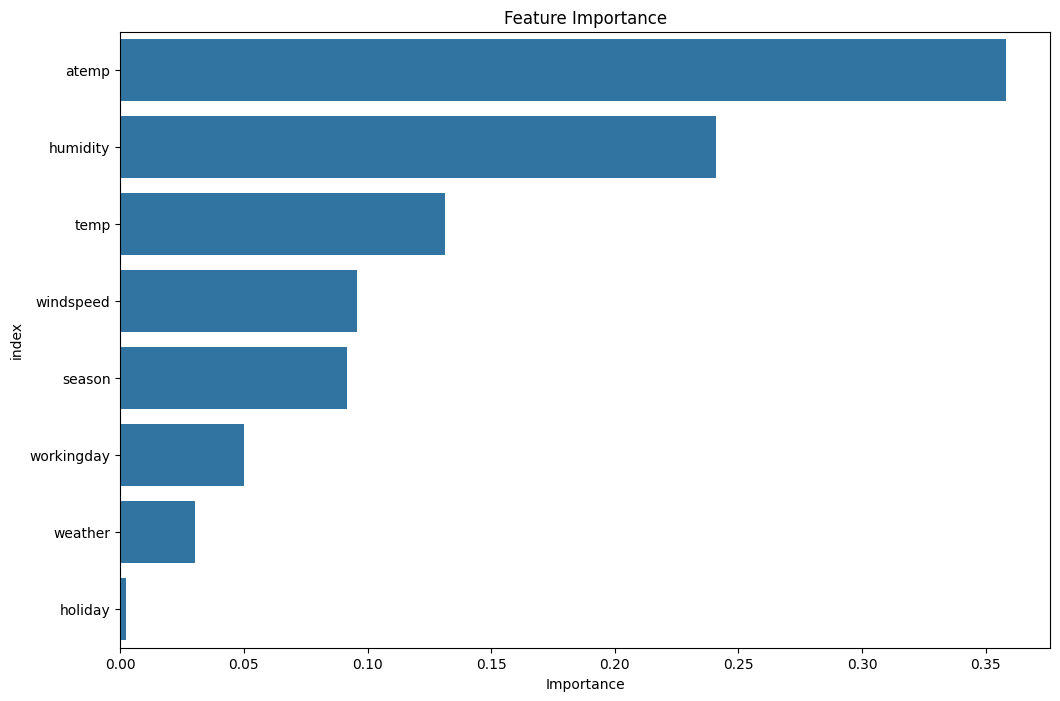 Feature Importance
atemp
humidity
temp
windspeed
season
workingday
weather
holiday
index
0.00 0.05 0.10 0.15 0.20 0.25 0.30 0.35
Importance